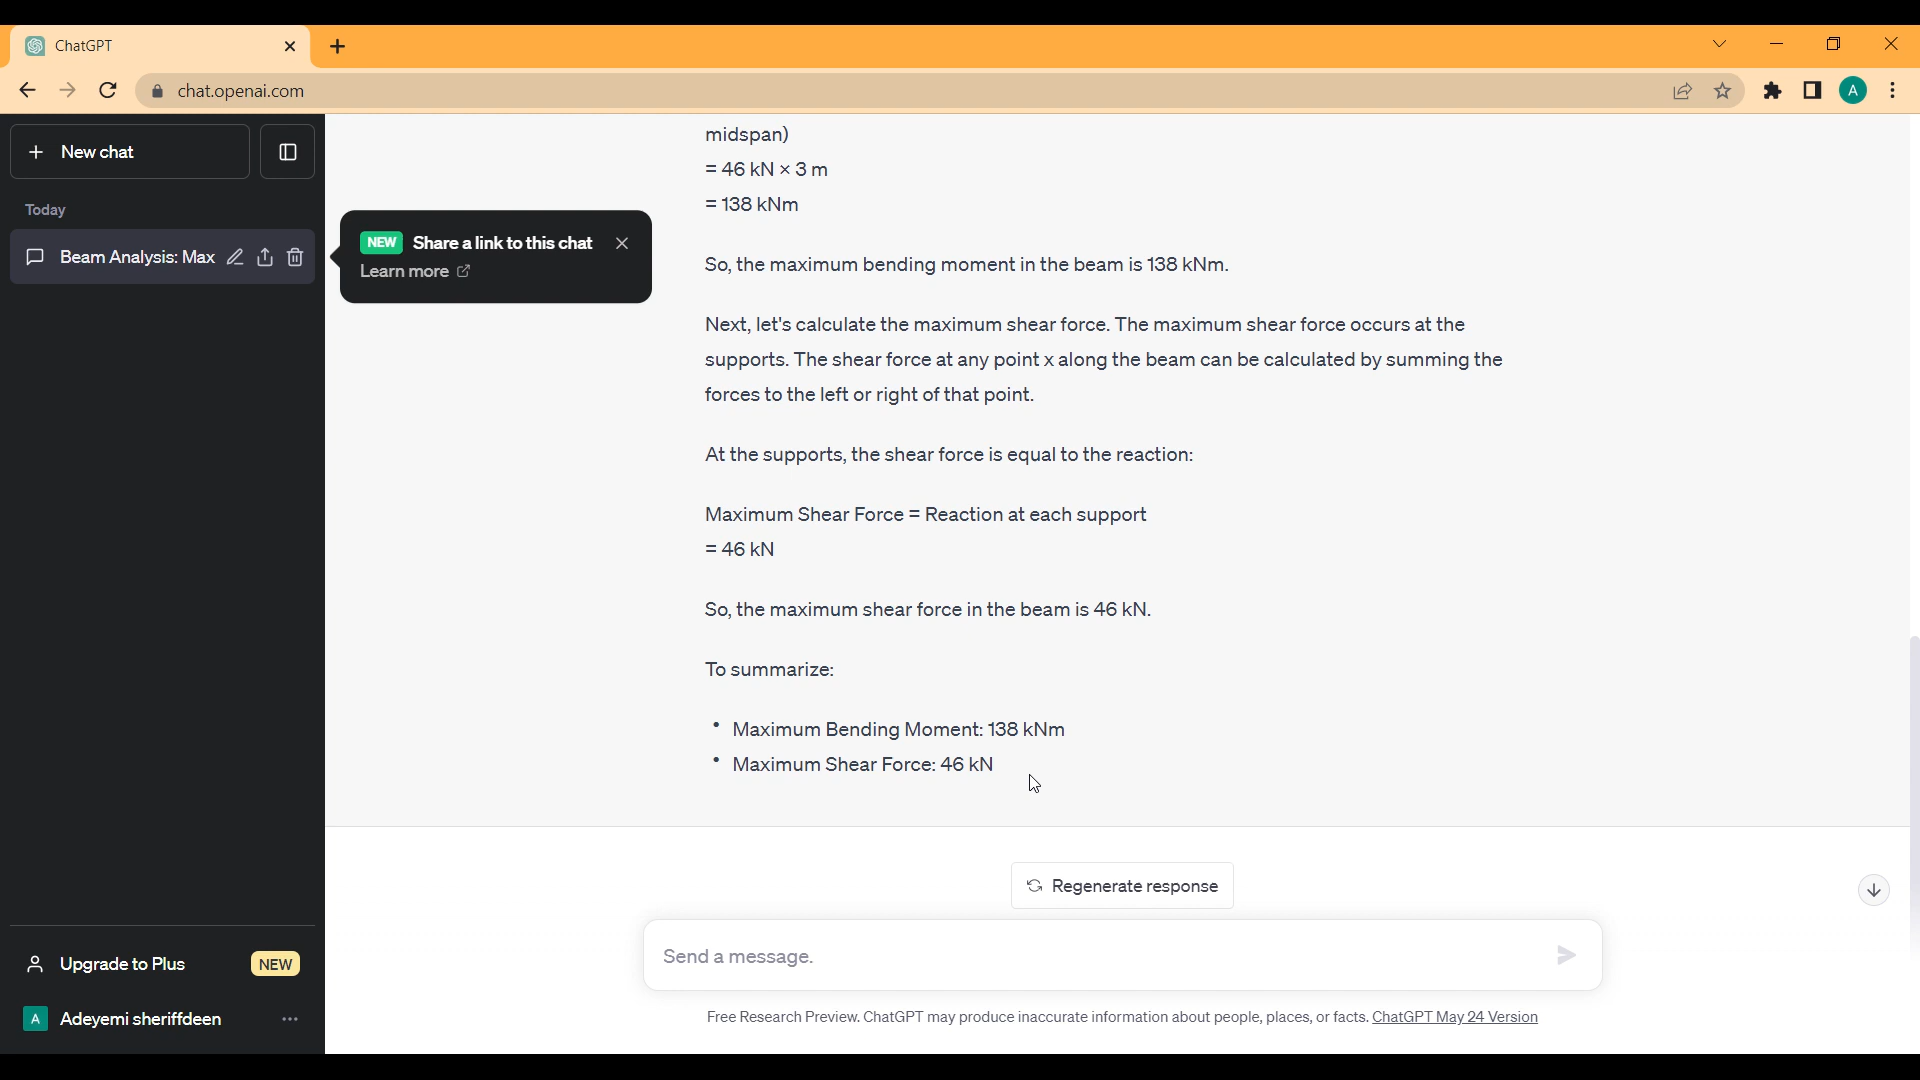 ChatGPT
chat.openai.com
A
New chat
Today
Beam Analysis: Max
NEW Share a link to this chat
Learn more
midspan)
= 46 kN × 3 m
= 138 kNm
So, the maximum bending moment in the beam is 138 kNm.
Next, let's calculate the maximum shear force. The maximum shear force occurs at the
supports. The shear force at any point x along the beam can be calculated by summing the
forces to the left or right of that point.
At the supports, the shear force is equal to the reaction:
Maximum Shear Force = Reaction at each support
= 46 kN
So, the maximum shear force in the beam is 46 kN.
To summarize:
• Maximum Bending Moment: 138 kNm
• Maximum Shear Force: 46 kN
Regenerate response
Send a message.
Free Research Preview. ChatGPT may produce inaccurate information about people, places, or facts. ChatGPT May 24 Version
Upgrade to Plus NEW
A Adeyemi sheriffdeen